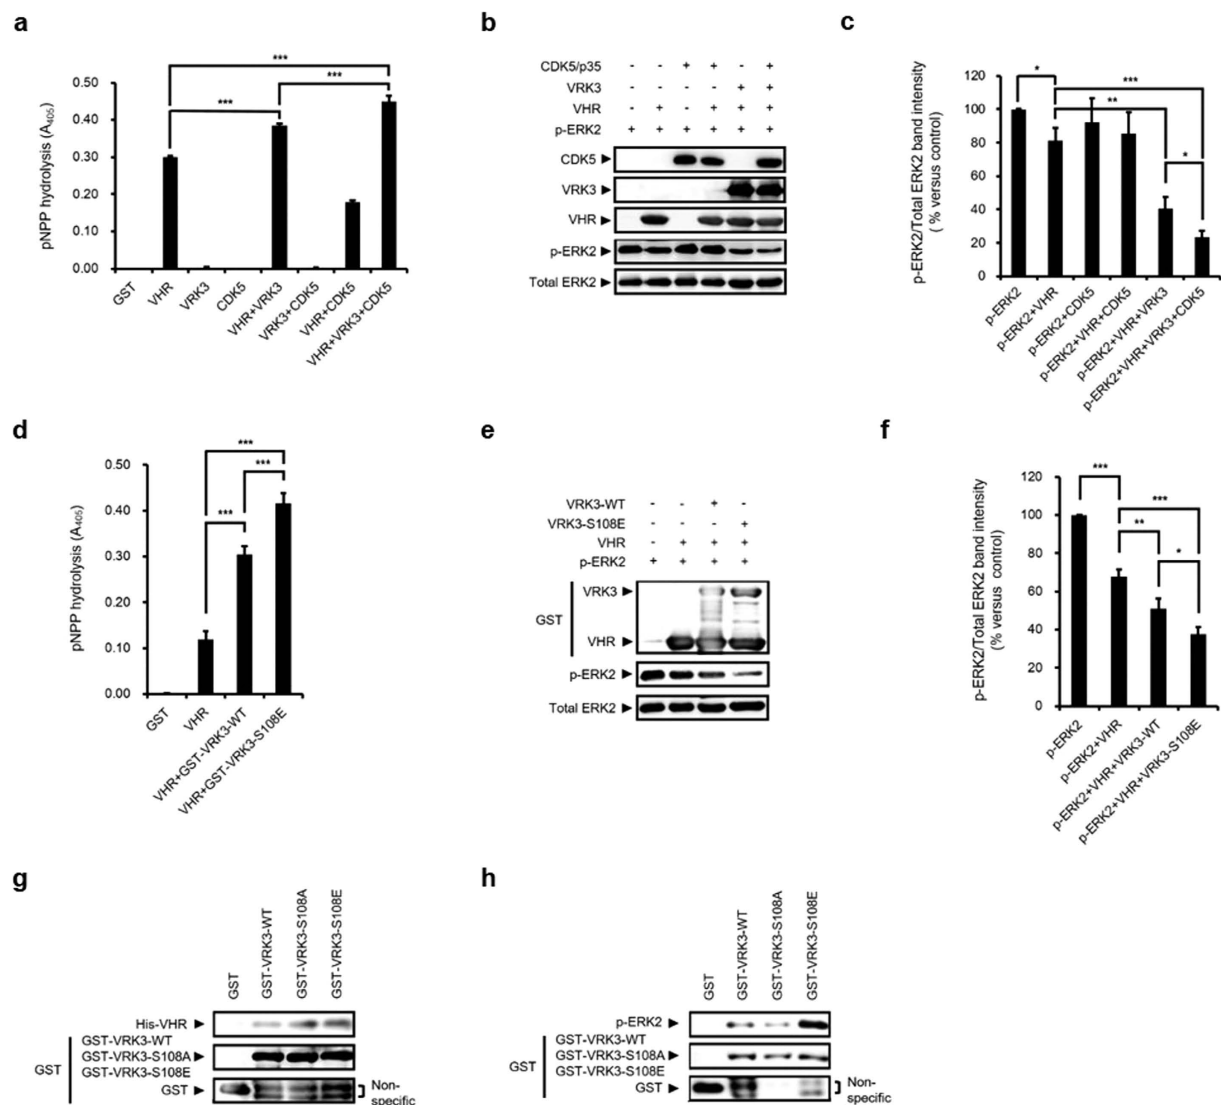 a
pNPP hydrolysis (A405)
0.50
0.40
0.30
0.20
0.10
0.00
***
***
***
GST
VHR
VRK3
CDK5
VHR+VRK3
VRK3+CDK5
VHR+CDK5
VHR+VRK3+CDK5
b
CDK5/p35 - - + + - +
VRK3 - - - - + +
VHR - + - + + +
p-ERK2 + + + + + +
CDK5
VRK3
VHR
p-ERK2
Total ERK2
c
p-ERK2/Total ERK2 band intensity
( % versus control)
120
100
80
60
40
20
0
*
***
**
*
p-ERK2
p-ERK2+VHR
p-ERK2+CDK5
p-ERK2+VHR+CDK5
p-ERK2+VHR+VRK3
p-ERK2+VHR+VRK3+CDK5
d
pNPP hydrolysis (A405)
0.50
0.40
0.30
0.20
0.10
0.00
***
***
***
GST
VHR
VHR+GST-VRK3-WT
VHR+GST-VRK3-S108E
e
VRK3-WT - - + -
VRK3-S108E - - - +
VHR - + + +
p-ERK2 + + + +
VRK3
GST
VHR
p-ERK2
Total ERK2
f
p-ERK2/Total ERK2 band intensity
(% versus control)
120
100
80
60
40
20
0
***
***
**
*
p-ERK2
p-ERK2+VHR
p-ERK2+VHR+VRK3-WT
p-ERK2+VHR+VRK3-S108E
g
GST
GST-VRK3-WT
GST-VRK3-S108A
GST-VRK3-S108E
His-VHR
GST
GST-VRK3-WT
GST-VRK3-S108A
GST-VRK3-S108E
GST
Non-
specific
h
GST
GST-VRK3-WT
GST-VRK3-S108A
GST-VRK3-S108E
p-ERK2
GST
GST-VRK3-WT
GST-VRK3-S108A
GST-VRK3-S108E
GST
Non-
specific